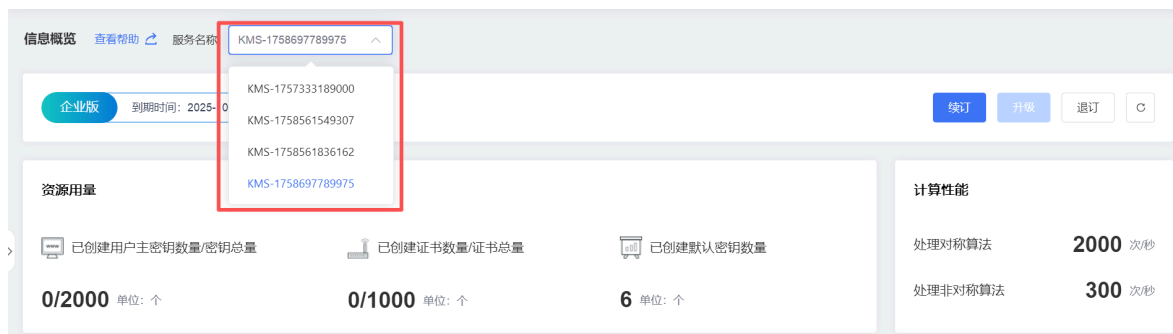 信息概览 查看帮助 服务名称 KMS-1758697789975
KMS-1757333189000
企业版 到期时间：2025- 续订 升级 退订
KMS-1758561549307
KMS-1758561836162
KMS-1758697789975
资源用量 计算性能
www 已创建用户主密钥数量/密钥总量 已创建证书数量/证书总量 已创建默认密钥数量 处理对称算法 2000 次/秒
0/2000 单位：个 0/1000 单位：个 6 单位：个 处理非对称算法 300 次/秒